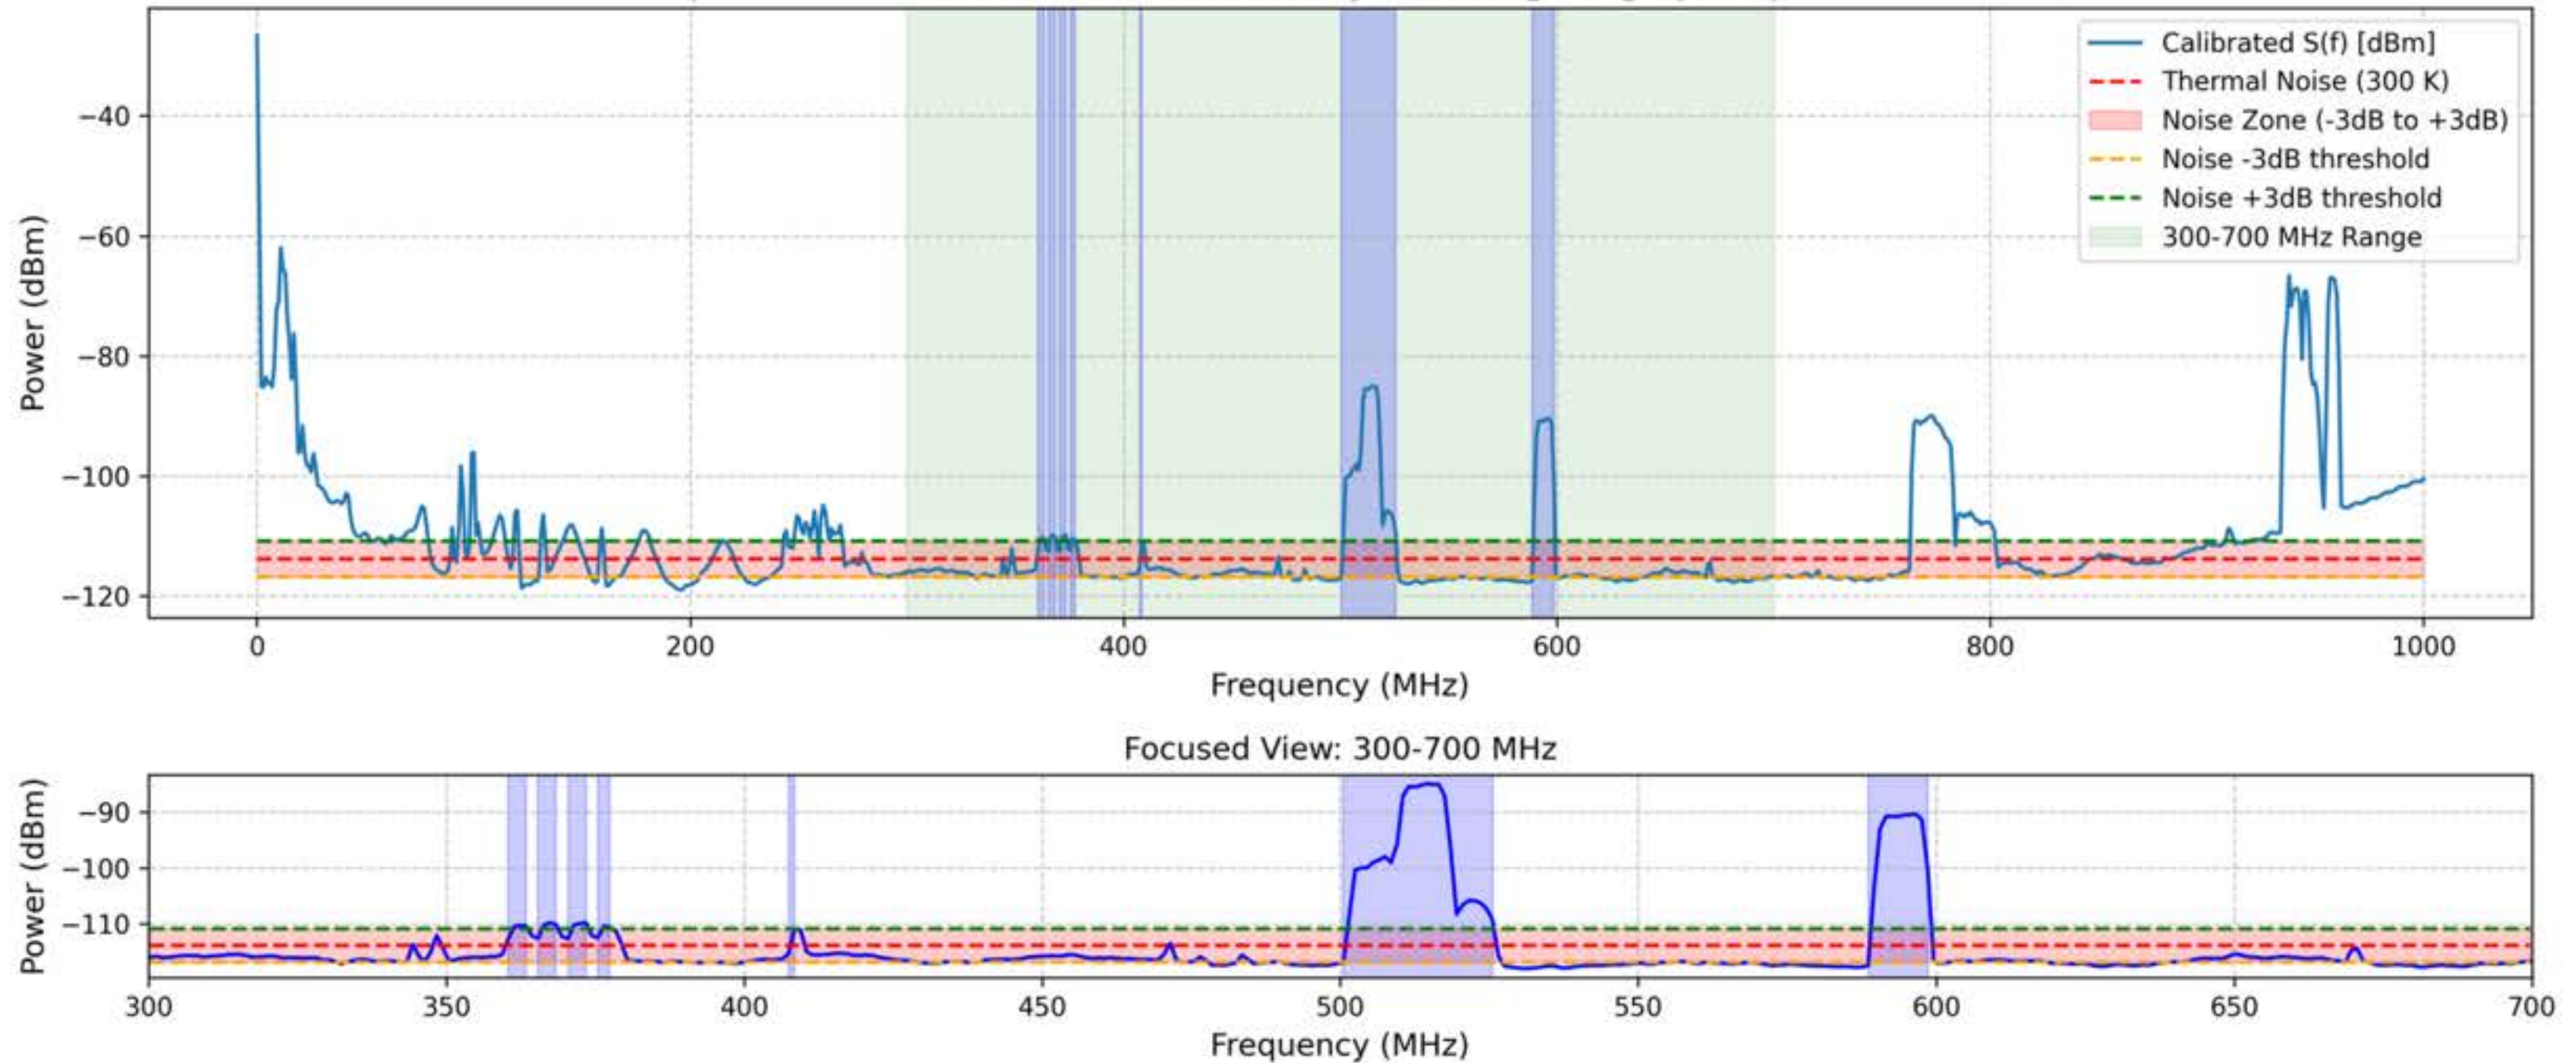 Calibrated S(f) [dBm]
Thermal Noise (300 K)
Noise Zone (-3dB to +3dB)
Noise -3dB threshold
Noise +3dB threshold
300-700 MHz Range
Power (dBm)
−40
−60
−80
−100
−120
0 200 400 600 800 1000
Frequency (MHz)
Focused View: 300-700 MHz
Power (dBm)
−90
−100
−110
300 350 400 450 500 550 600 650 700
Frequency (MHz)